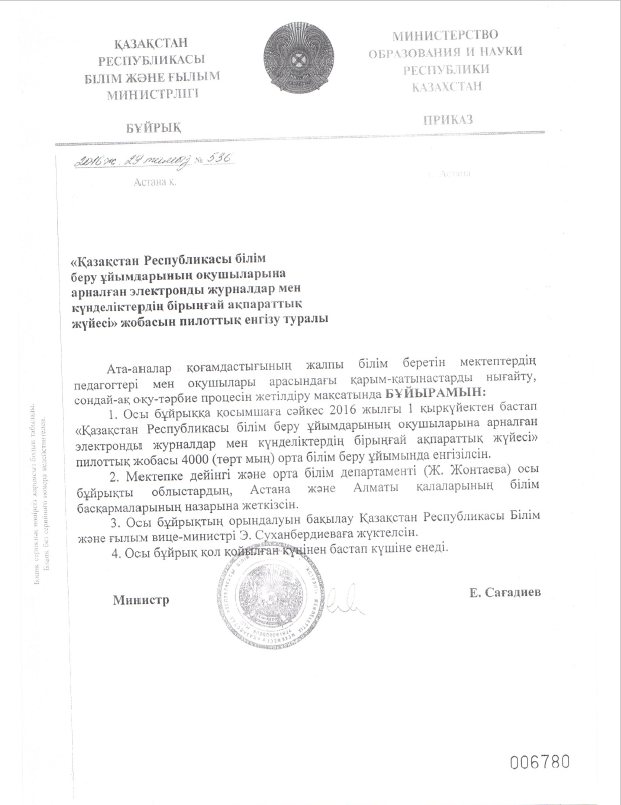 ҚАЗАҚСТАН
РЕСПУБЛИКАСЫ
БІЛІМ ЖӘНЕ ҒЫЛЫМ
МИНИСТРЛІГІ
БҰЙРЫҚ
МИНИСТЕРСТВО
ОБРАЗОВАНИЯ И НАУКИ
РЕСПУБЛИКИ
КАЗАХСТАН
ПРИКАЗ
2016 ж. 29 шілде № 536
Астана қ.
г. Астана
«Қазақстан Республикасы білім
беру ұйымдарының оқушыларына
арналған электронды журналдар мен
күнделіктердің бірыңғай ақпараттық
жүйесі» жобасын пилоттық енгізу туралы
Ата-аналар қоғамдастығының жалпы білім беретін мектептердің
педагогтері мен оқушылары арасындағы қарым-қатынастарды нығайту,
сондай-ақ оқу-тәрбие процесін жетілдіру мақсатында БҰЙЫРАМЫН:
1. Осы бұйрыққа қосымшаға сәйкес 2016 жылғы 1 қыркүйектен бастап
«Қазақстан Республикасы білім беру ұйымдарының оқушыларына арналған
электронды журналдар мен күнделіктердің бірыңғай ақпараттық жүйесі»
пилоттық жобасы 4000 (төрт мың) орта білім беру ұйымында енгізілсін.
2. Мектепке дейінгі және орта білім департаменті (Ж. Жонтаева) осы
бұйрықты облыстардың, Астана және Алматы қалаларының білім
басқармаларының назарына жеткізсін.
3. Осы бұйрықтың орындалуын бақылау Қазақстан Республикасы Білім
және ғылым вице-министрі Э. Суханбердиеваға жүктелсін.
4. Осы бұйрық қол қойылған күнінен бастап күшіне енеді.
Министр
Е. Сағадиев
006780